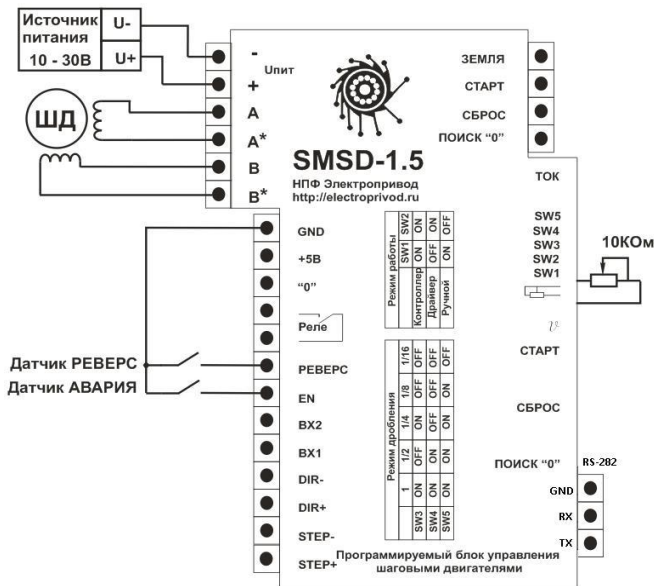 Источник
питания
10 - 30В
U-
U+
ШД
-
Uпит
+
A
A*
B
B*
ЗЕМЛЯ
СТАРТ
СБРОС
ПОИСК “0”
SMSD-1.5
НПФ Электропривод
http://electroprivod.ru
ТОК
SW5
SW4
SW3
SW2
SW1
10КОм
𝓋
СТАРТ
СБРОС
ПОИСК “0”
RS-282
GND
RX
TX
GND
+5В
“0”
Реле
РЕВЕРС
EN
BX2
BX1
DIR-
DIR+
STEP-
STEP+
Датчик РЕВЕРС
Датчик АВАРИЯ
Режим работы
SW1 SW2
Контроллер ON ON
Драйвер OFF ON
Ручной ON OFF
Режим дробления
1 1/2 1/4 1/8 1/16
SW3 ON OFF ON OFF OFF
SW4 ON ON OFF OFF OFF
SW5 ON ON ON ON OFF
Программируемый блок управления
шаговыми двигателями